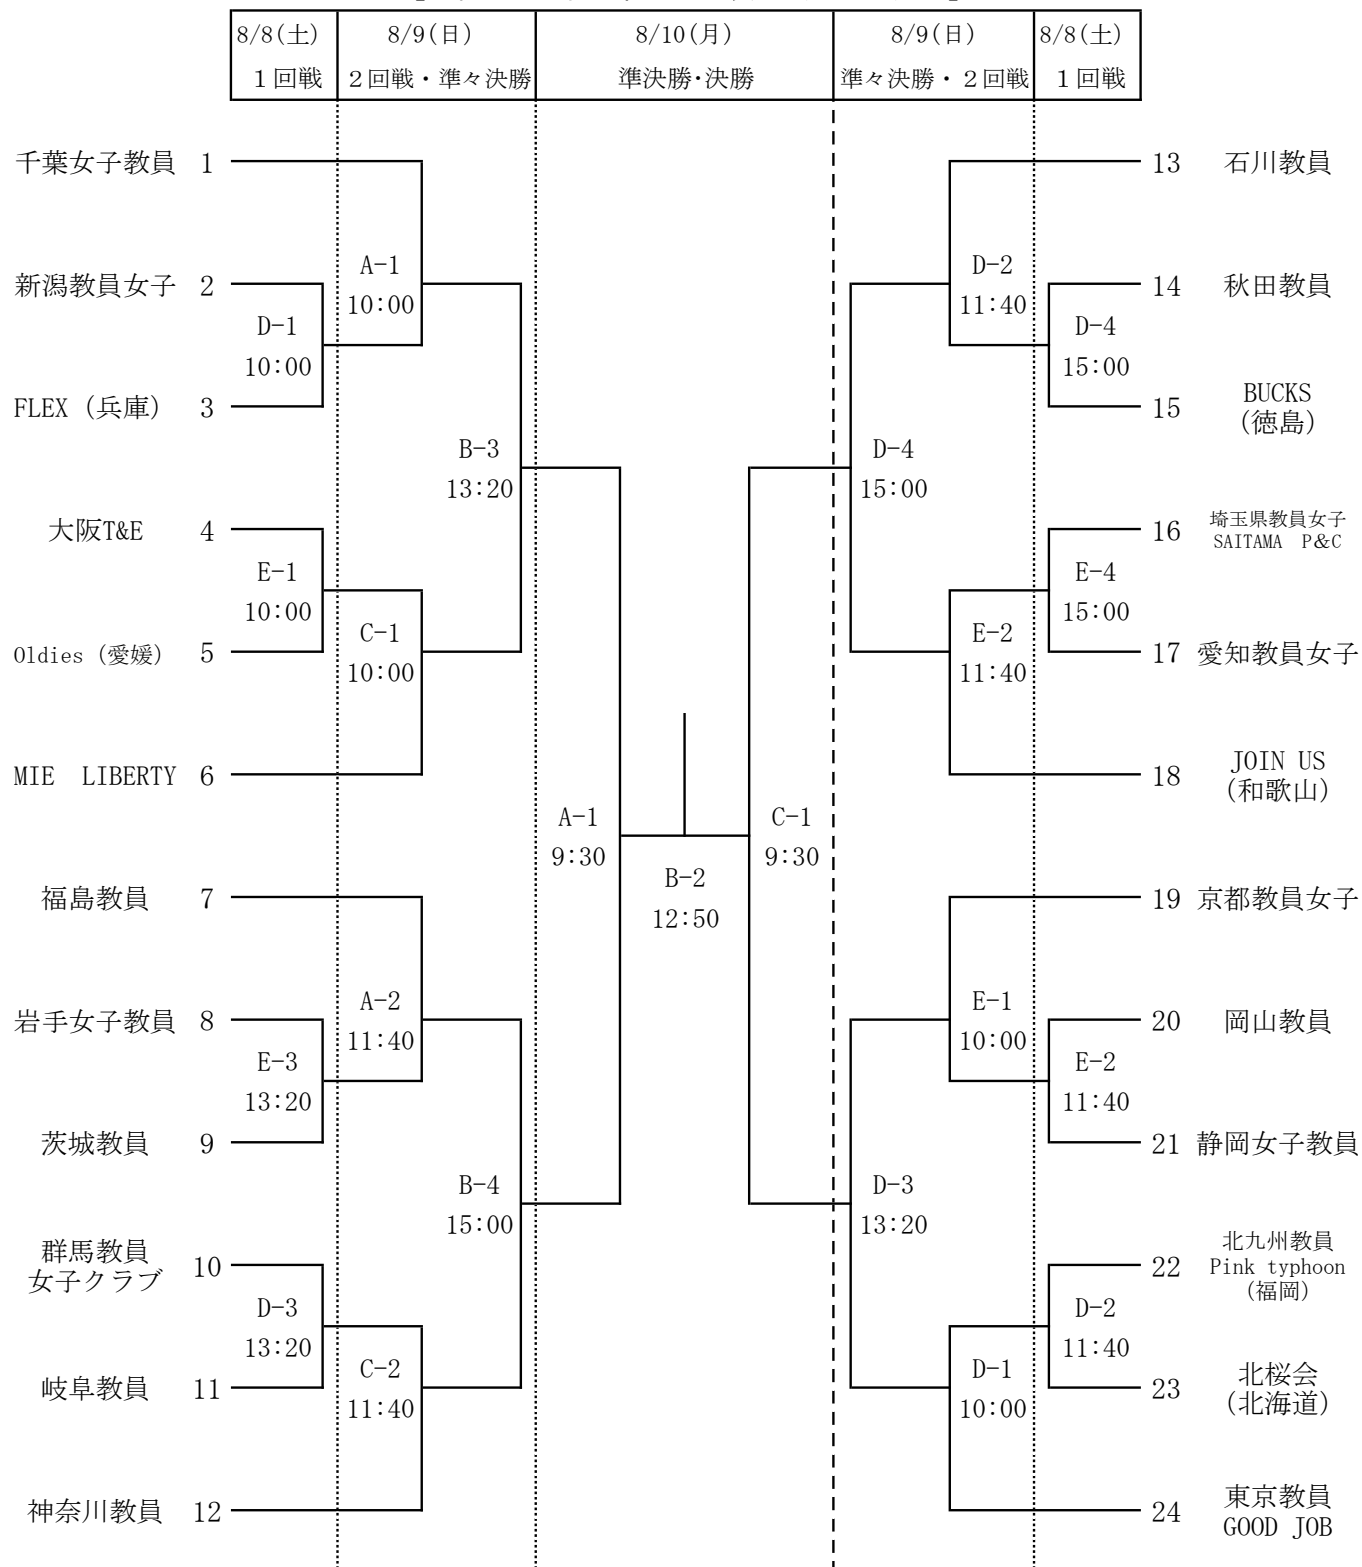 8/8(土) 8/9(日) 8/10(月) 8/9(日) 8/8(土)
１回戦 ２回戦・準々決勝 準決勝・決勝 準々決勝・２回戦 １回戦
千葉女子教員 1
13 石川教員
A-1
D-2
新潟教員女子 2
14 秋田教員
10:00
11:40
D-1
D-4
10:00
15:00
FLEX（兵庫） 3
15 BUCKS
（徳島）
B-3
D-4
13:20
15:00
大阪T&E 4
16 埼玉県教員女子
SAITAMA　P＆C
E-1
E-4
10:00
15:00
C-1
E-2
Oldies（愛媛） 5
17 愛知教員女子
10:00
11:40
MIE　LIBERTY 6
18 JOIN US
（和歌山）
A-1
C-1
9:30
9:30
B-2
12:50
福島教員 7
19 京都教員女子
A-2
E-1
岩手女子教員 8
20 岡山教員
11:40
10:00
E-3
E-2
13:20
11:40
茨城教員 9
21 静岡女子教員
B-4
D-3
15:00
13:20
群馬教員
女子クラブ 10
22 北九州教員
Pink typhoon
（福岡）
D-3
D-2
13:20
11:40
C-2
D-1
岐阜教員 11
23 北桜会
（北海道）
11:40
10:00
神奈川教員 12
24 東京教員
GOOD JOB